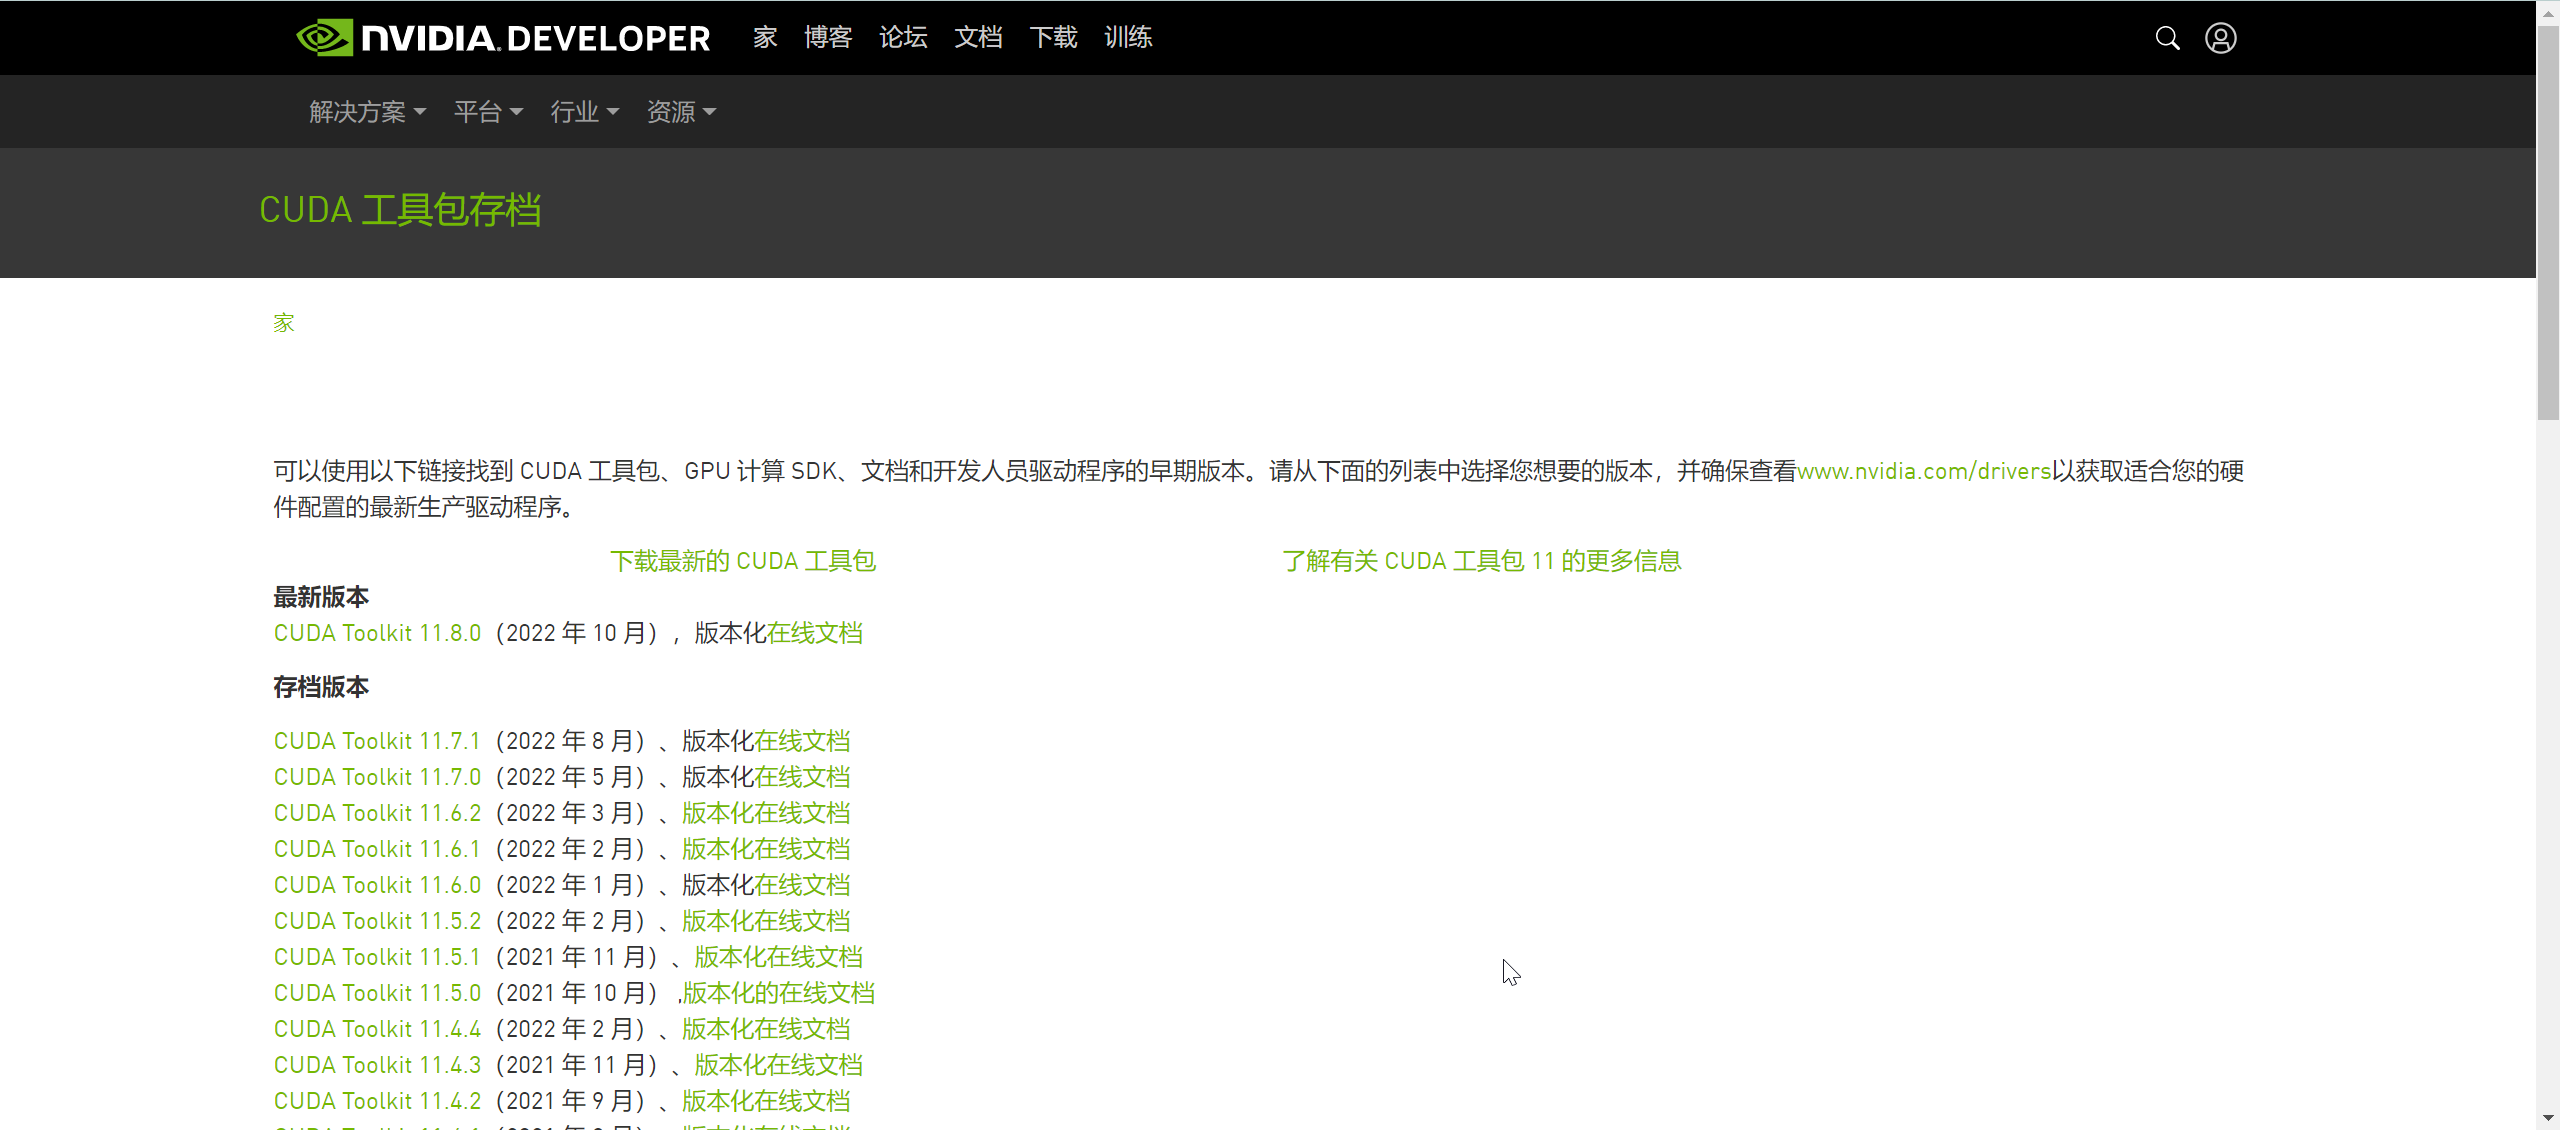 NVIDIA. DEVELOPER 家 博客 论坛 文档 下载 训练
解决方案 平台 行业 资源
CUDA 工具包存档
家
可以使用以下链接找到 CUDA 工具包、GPU 计算 SDK、文档和开发人员驱动程序的早期版本。请从下面的列表中选择您想要的版本，并确保查看www.nvidia.com/drivers以获取适合您的硬
件配置的最新生产驱动程序。
下载最新的 CUDA 工具包 了解有关 CUDA 工具包 11 的更多信息
最新版本
CUDA Toolkit 11.8.0（2022 年 10 月），版本化在线文档
存档版本
CUDA Toolkit 11.7.1（2022 年 8 月）、版本化在线文档
CUDA Toolkit 11.7.0（2022 年 5 月）、版本化在线文档
CUDA Toolkit 11.6.2（2022 年 3 月）、版本化在线文档
CUDA Toolkit 11.6.1（2022 年 2 月）、版本化在线文档
CUDA Toolkit 11.6.0（2022 年 1 月）、版本化在线文档
CUDA Toolkit 11.5.2（2022 年 2 月）、版本化在线文档
CUDA Toolkit 11.5.1（2021 年 11 月）、版本化在线文档
CUDA Toolkit 11.5.0（2021 年 10 月）,版本化的在线文档
CUDA Toolkit 11.4.4（2022 年 2 月）、版本化在线文档
CUDA Toolkit 11.4.3（2021 年 11 月）、版本化在线文档
CUDA Toolkit 11.4.2（2021 年 9 月）、版本化在线文档